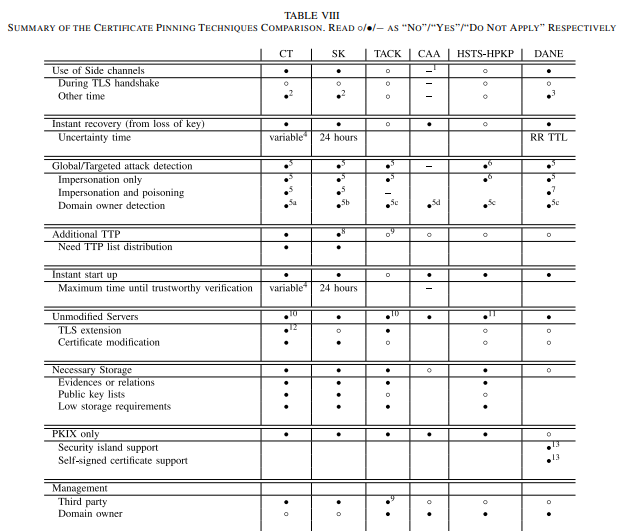 TABLE VIII
SUMMARY OF THE CERTIFICATE PINNING TECHNIQUES COMPARISON. READ ○/●/− AS “NO”/“YES”/“DO NOT APPLY” RESPECTIVELY
CT SK TACK CAA HSTS-HPKP DANE
Use of Side channels ● ● ○ −1 ○ ●
During TLS handshake ○ ○ ○ − ○ ○
Other time ●2 ●2 ○ − ○ ●3
Instant recovery (from loss of key) ● ● ○ ● ○ ●
Uncertainty time variable4 24 hours RR TTL
Global/Targeted attack detection ●5 ●5 ●5 − ●6 ●5
Impersonation only ●5 ●5 ●5 ●6 ●5
Impersonation and poisoning ●5 ●5 − ●7
Domain owner detection ●5a ●5b ●5c ●5d ●5c ●5c
Additional TTP ● ●8 ○9 ○ ○ ○
Need TTP list distribution ● ●
Instant start up ● ● ○ ● ● ●
Maximum time until trustworthy verification variable4 24 hours −
Unmodified Servers ●10 ● ●10 ● ●11 ●
TLS extension ●12 ○ ● ○ ○
Certificate modification ● ● ○ ○ ○
Necessary Storage ● ● ● ○ ● ○
Evidences or relations ● ● ● ●
Public key lists ● ● ○ ○
Low storage requirements ● ● ● ●
PKIX only ● ● ● ● ● ○
Security island support ●13
Self-signed certificate support ●13
Management
Third party ● ● ●9 ○ ○ ○
Domain owner ○ ○ ● ● ● ●